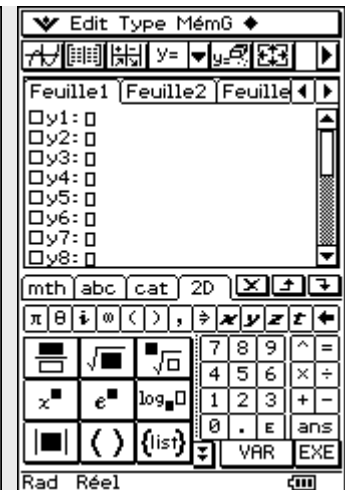 Edit Type MémG ◆
y=
y=
Feuille1 Feuille2 Feuille
y1:
y2:
y3:
y4:
y5:
y6:
y7:
y8:
mth abc cat 2D
π θ i ∞ ( ) , ⇒ x y z t ←
√■ ■√□ 7 8 9 ^ =
4 5 6 × ÷
x■ e■ log■□ 1 2 3 + −
|■| ( ) {list} 0 . E ans
VAR EXE
Rad Réel